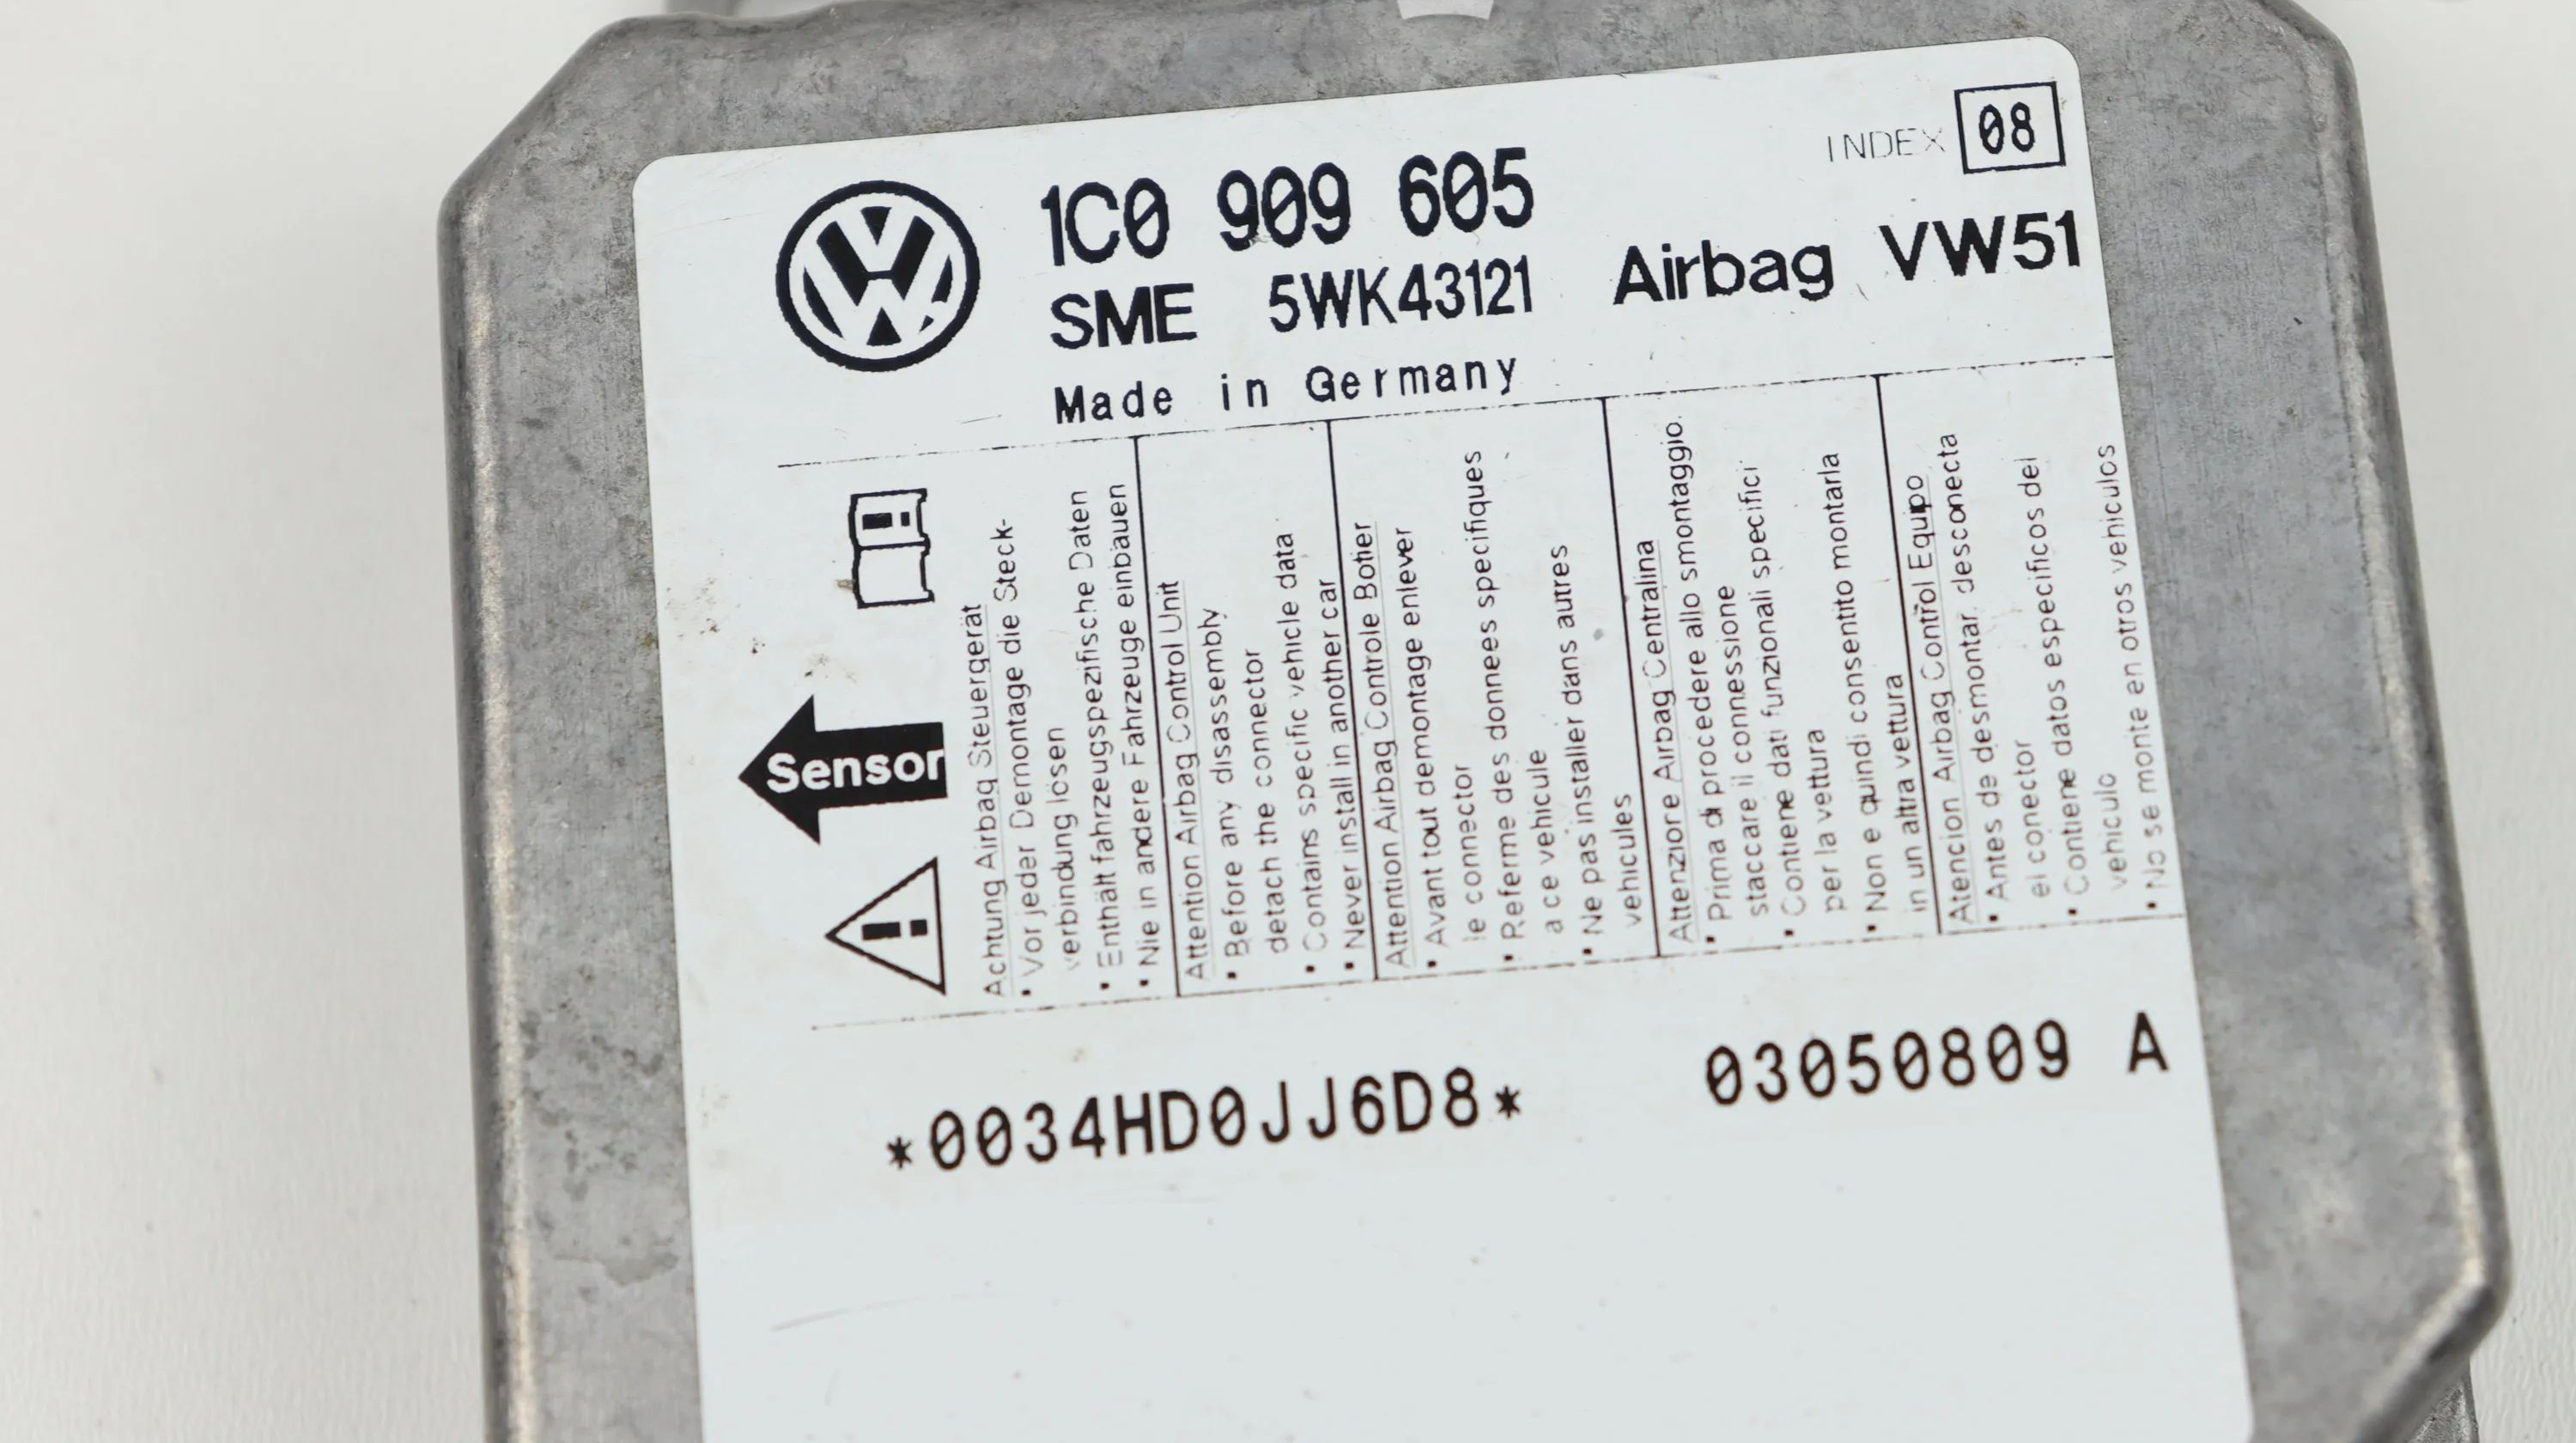 INDEX 08
1C0 909 605
SME 5WK43121 Airbag VW51
Made in Germany
Sensor
Achtung Airbag Steuergerät
• Vor jeder Demontage die Steck-
verbindung lösen
• Enthält fahrzeugspezifische Daten
• Nie in andere Fahrzeuge einbauen
Attention Airbag Control Unit
• Before any disassembly
detach the connector
• Contains specific vehicle data
• Never install in another car
Attention Airbag Controle Botier
• Avant tout demontage enlever
le connector
• Referme des donnees specifiques
a ce vehicule
• Ne pas installer dans autres
vehicules
Attenzione Airbag Centralina
• Prima di procedere allo smontaggio.
staccare il connessione
• Contiene dati funzionali specifici
per la vettura
• Non e quindi consentito montarla
in un altra vettura
Atencion Airbag Control Equipo
• Antes de desmontar, desconecta
el conector
• Contiene datos especificos del
vehiculo
• No se monte en otros vehiculos
*0034HD0JJ6D8* 03050809 A